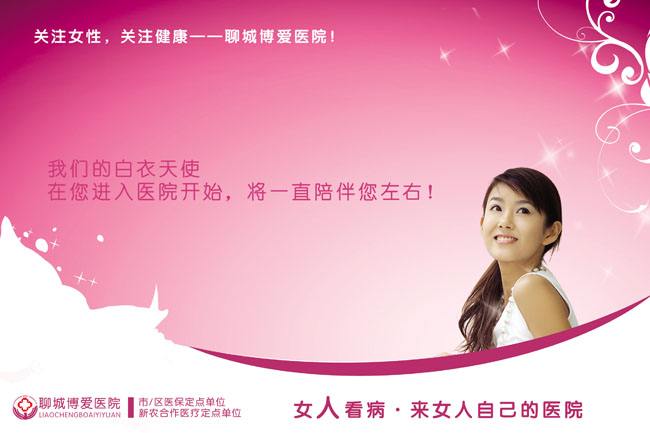 关注女性，关注健康——聊城博爱医院！
我们的白衣天使
在您进入医院开始，将一直陪伴您左右！
聊城博爱医院
LIAOCHENGBOAIYIYUAN
市/区医保定点单位
新农合作医疗定点单位
女人看病·来女人自己的医院